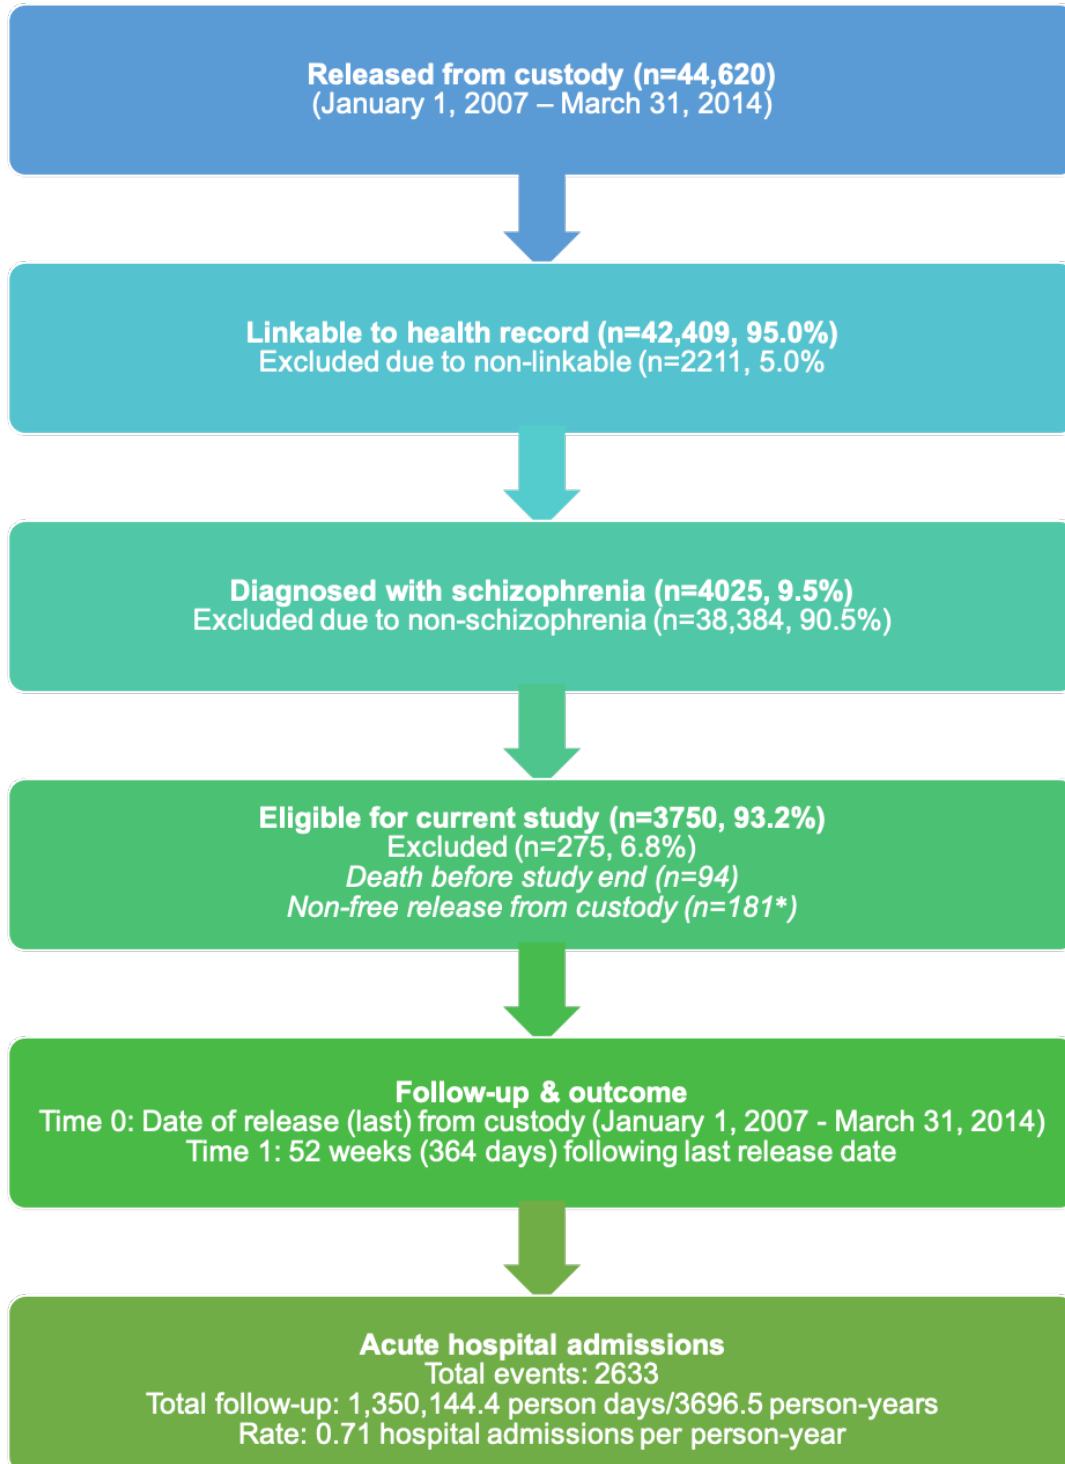 Released from custody (n=44,620)
(January 1, 2007 – March 31, 2014)
Linkable to health record (n=42,409, 95.0%)
Excluded due to non-linkable (n=2211, 5.0%
Diagnosed with schizophrenia (n=4025, 9.5%)
Excluded due to non-schizophrenia (n=38,384, 90.5%)
Eligible for current study (n=3750, 93.2%)
Excluded (n=275, 6.8%)
Death before study end (n=94)
Non-free release from custody (n=181*)
Follow-up & outcome
Time 0: Date of release (last) from custody (January 1, 2007 - March 31, 2014)
Time 1: 52 weeks (364 days) following last release date
Acute hospital admissions
Total events: 2633
Total follow-up: 1,350,144.4 person days/3696.5 person-years
Rate: 0.71 hospital admissions per person-year